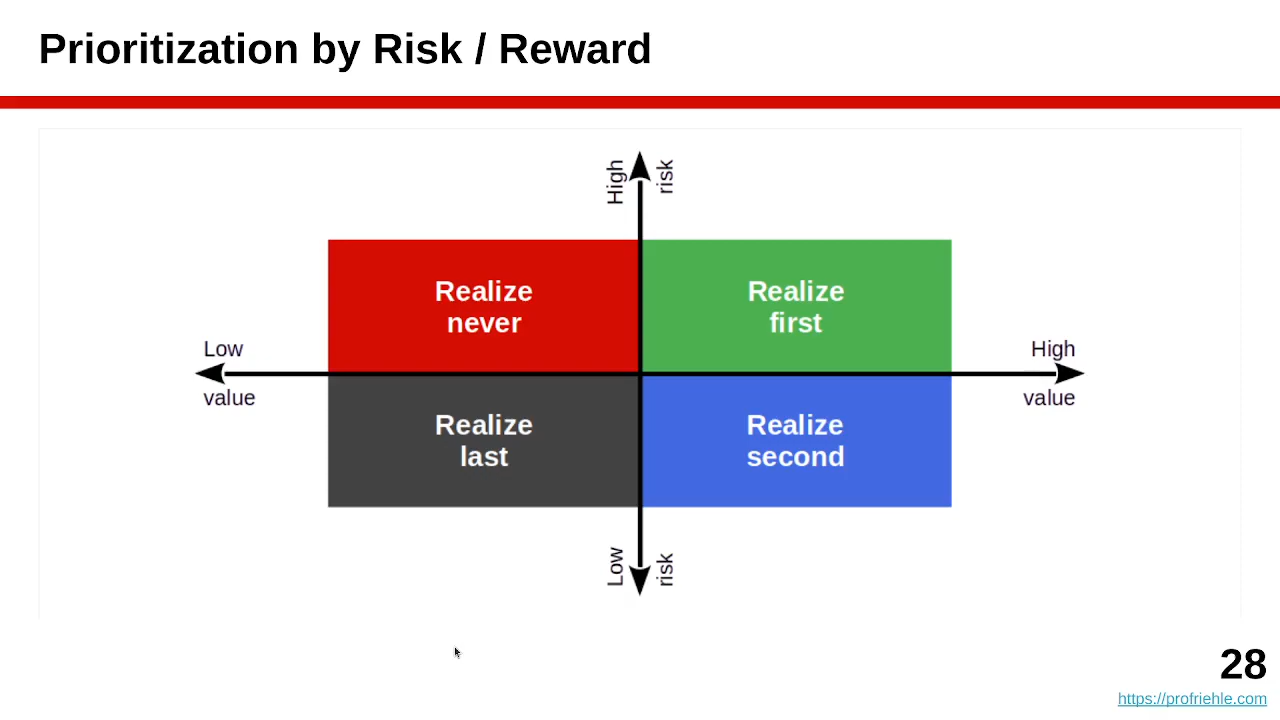 Prioritization by Risk / Reward
High
risk
Realize
never
Realize
first
Low
value
High
value
Realize
last
Realize
second
Low
risk
28
https://profriehle.com